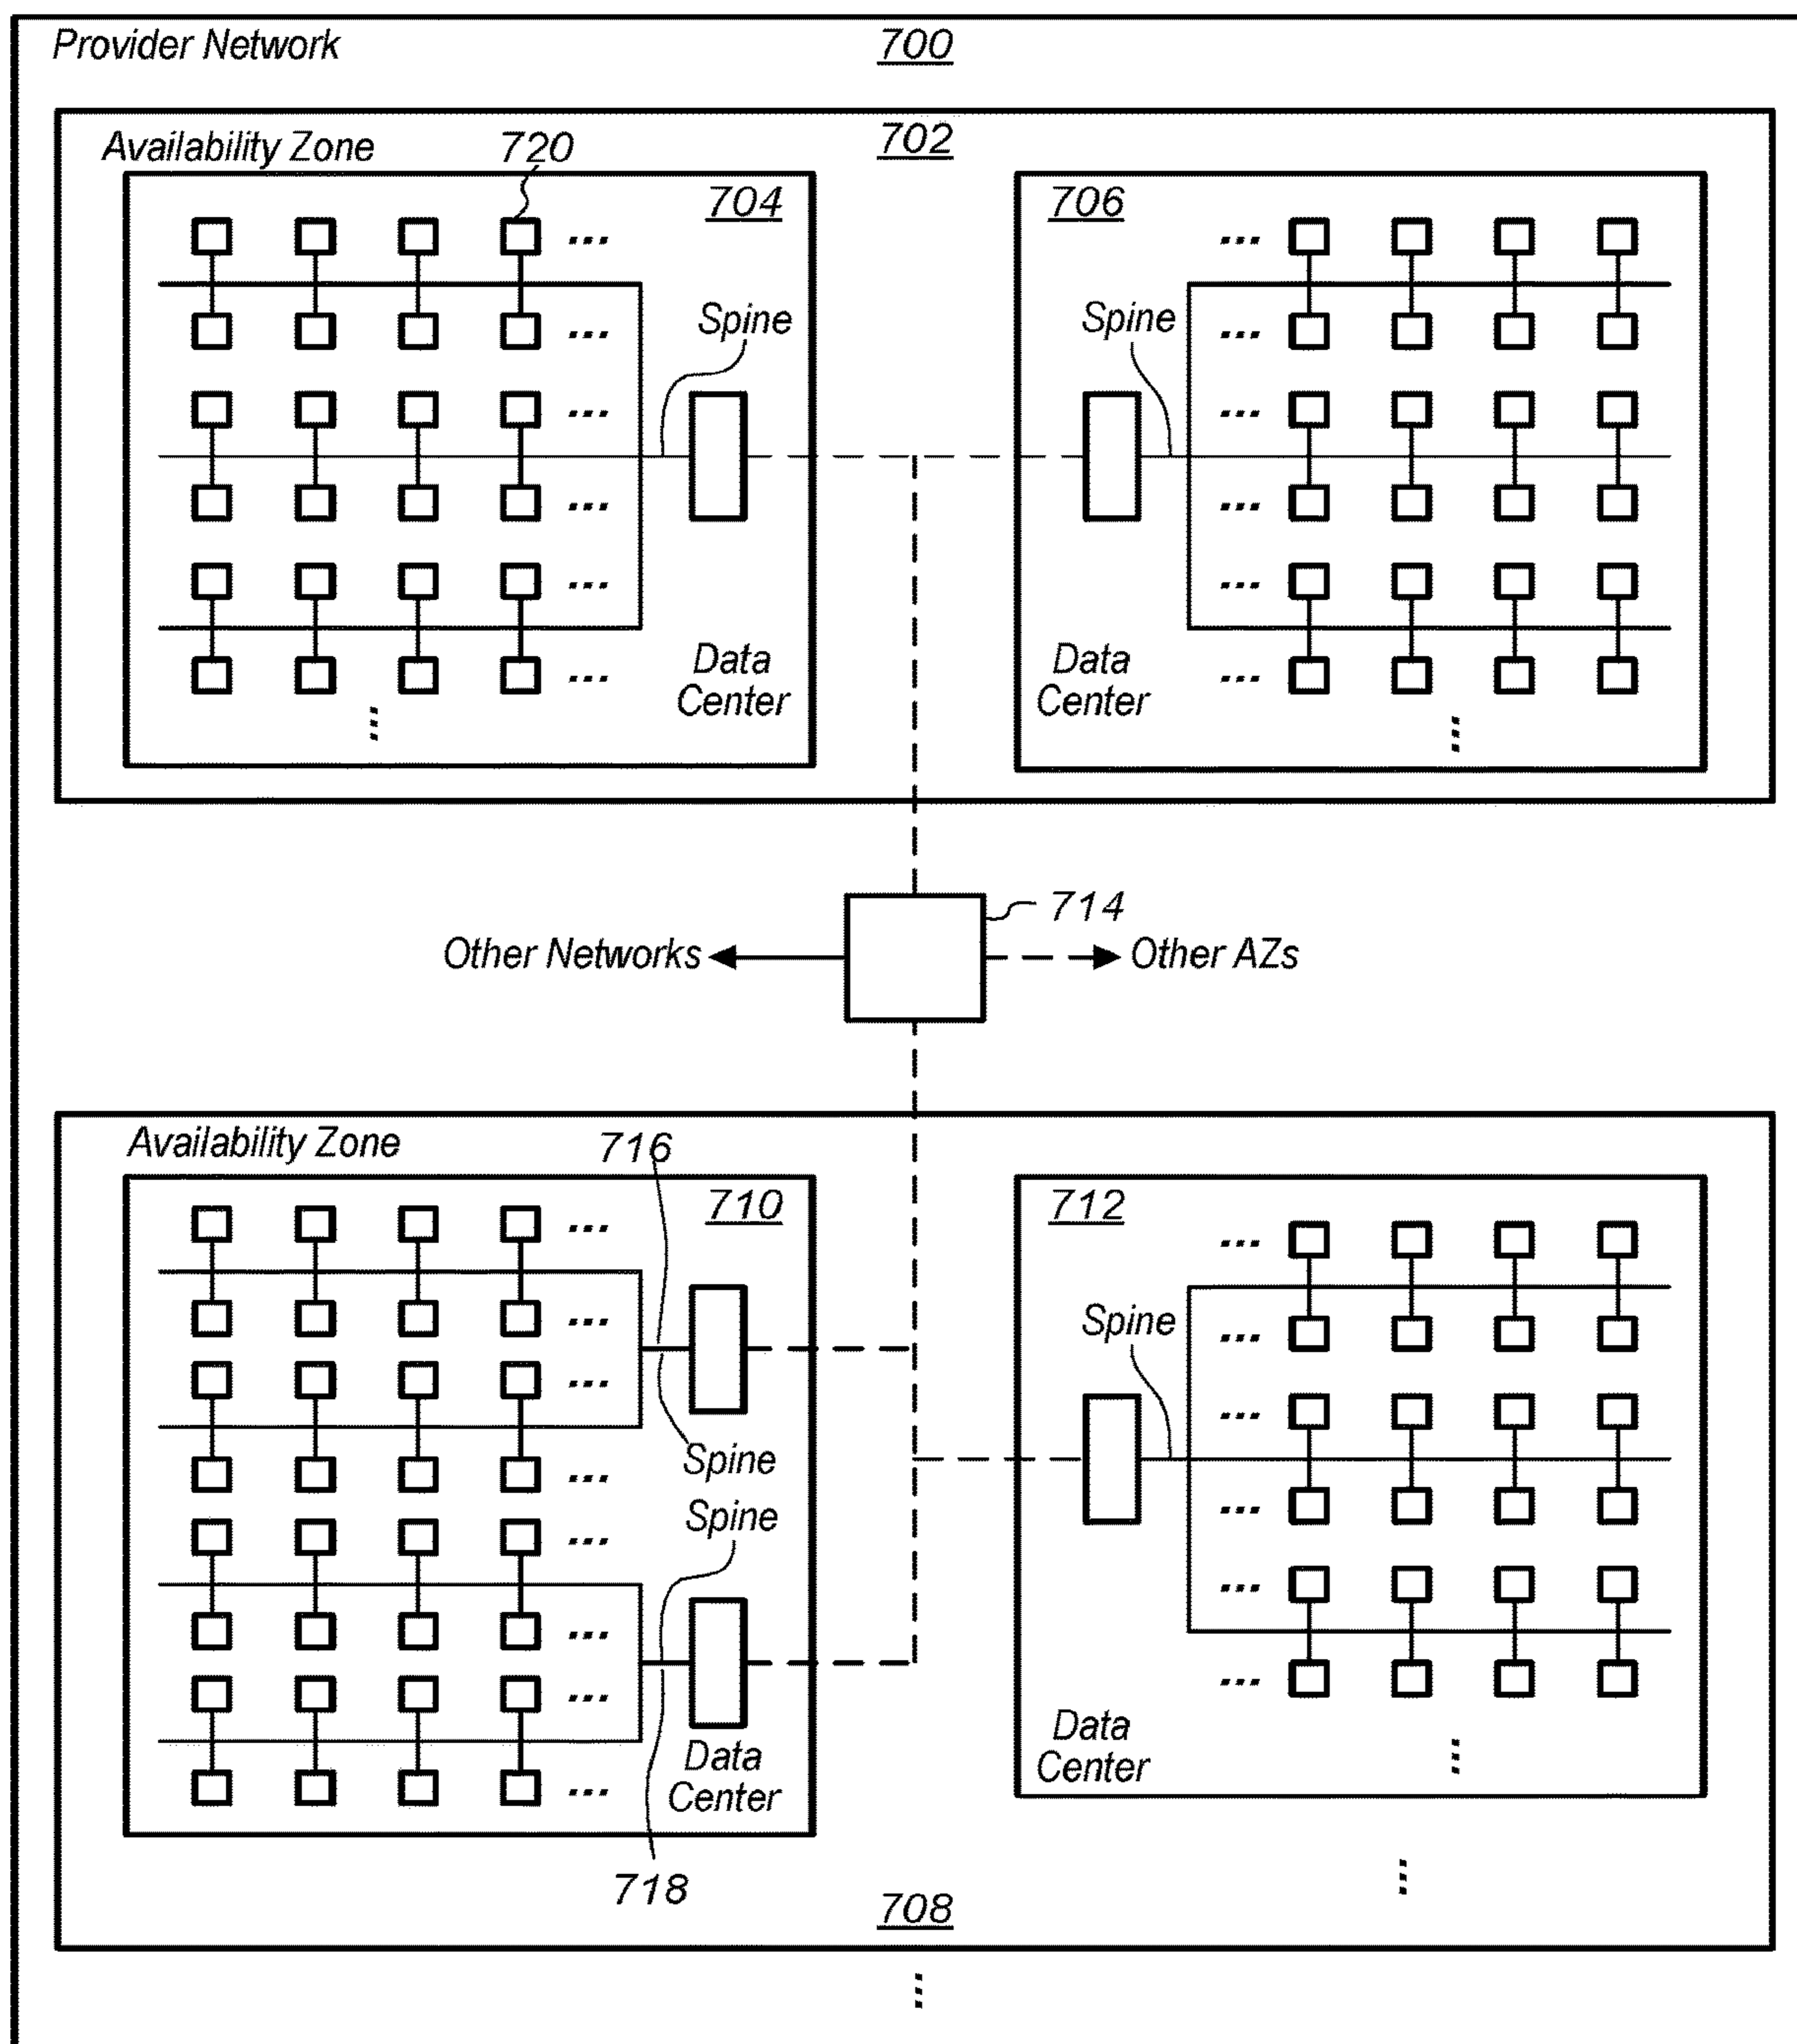 Provider Network
700
Availability Zone
702
720
704
706
...
...
...
...
Spine
Spine
...
...
...
...
...
...
...
...
Data
Center
Data
Center
...
...
714
Other Networks
Other AZs
Availability Zone
716
710
712
...
...
...
...
...
Spine
...
...
Spine
Spine
...
...
...
...
...
...
Data
Center
Data
Center
...
718
708
...
...